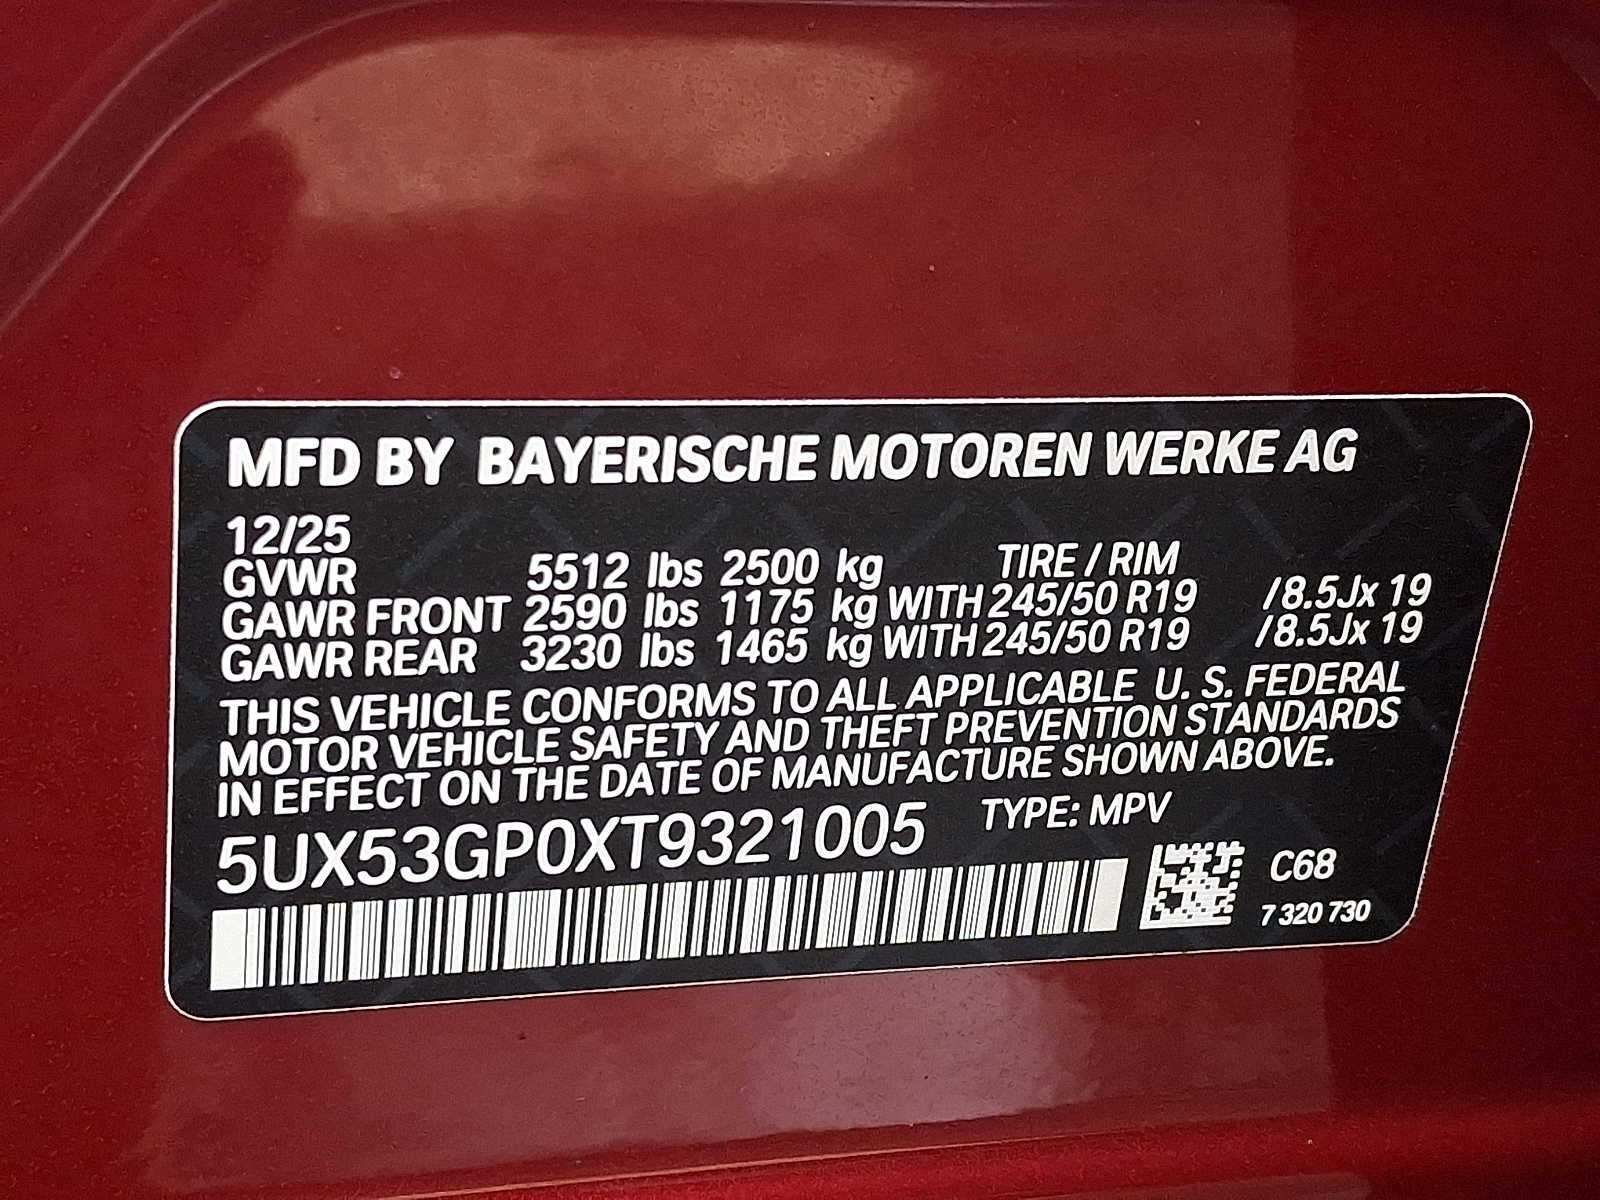 MFD BY BAYERISCHE MOTOREN WERKE AG
12/25
GVWR 5512 lbs 2500 kg TIRE / RIM
GAWR FRONT 2590 lbs 1175 kg WITH 245/50 R19 /8.5Jx 19
GAWR REAR 3230 lbs 1465 kg WITH 245/50 R19 /8.5Jx 19
THIS VEHICLE CONFORMS TO ALL APPLICABLE U. S. FEDERAL
MOTOR VEHICLE SAFETY AND THEFT PREVENTION STANDARDS
IN EFFECT ON THE DATE OF MANUFACTURE SHOWN ABOVE.
5UX53GP0XT9321005 TYPE: MPV
C68
7 320 730